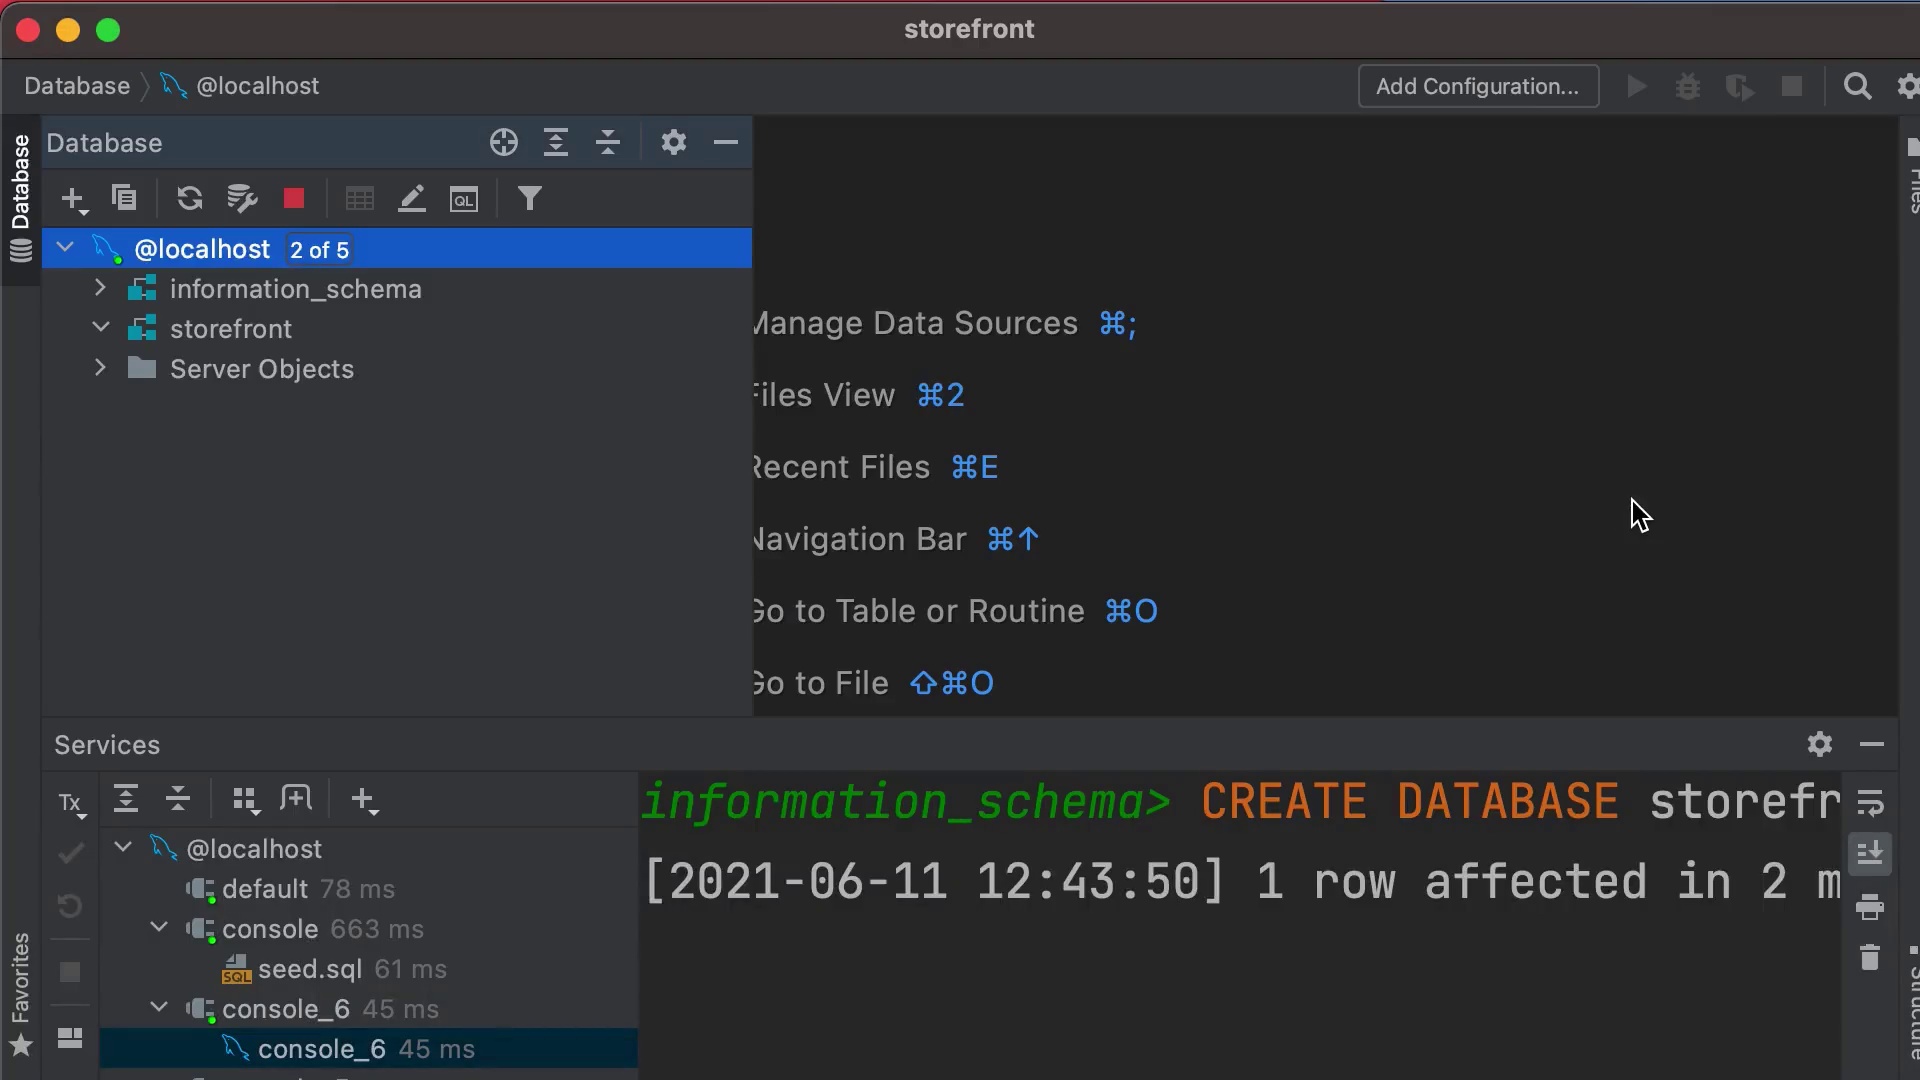 storefront
Database
@localhost
Add Configuration...
Database
Database
@localhost 2 of 5
information_schema
storefront
Server Objects
Manage Data Sources ⌘;
Files View ⌘2
Recent Files ⌘E
Navigation Bar ⌘↑
Go to Table or Routine ⌘O
Go to File ⇧⌘O
Files
Services
Tx
@localhost
default 78 ms
console 663 ms
SQL seed.sql 61 ms
console_6 45 ms
console_6 45 ms
information_schema> CREATE DATABASE storefr
[2021-06-11 12:43:50] 1 row affected in 2 m
Favorites
Structure
QL